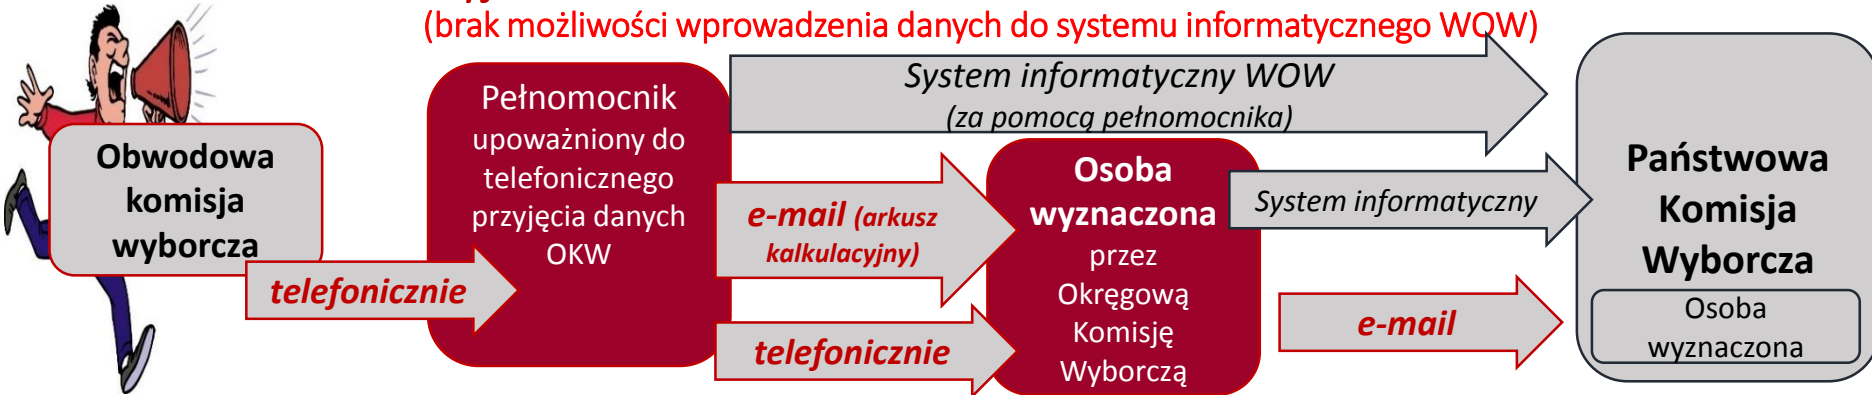 (brak możliwości wprowadzenia danych do systemu informatycznego WOW)
Obwodowa
komisja
wyborcza
telefonicznie
Pełnomocnik
upoważniony do
telefonicznego
przyjęcia danych
OKW
System informatyczny WOW
(za pomocą pełnomocnika)
e-mail (arkusz
kalkulacyjny)
telefonicznie
Osoba
wyznaczona
przez
Okręgową
Komisję
Wyborczą
System informatyczny
e-mail
Państwowa
Komisja
Wyborcza
Osoba
wyznaczona